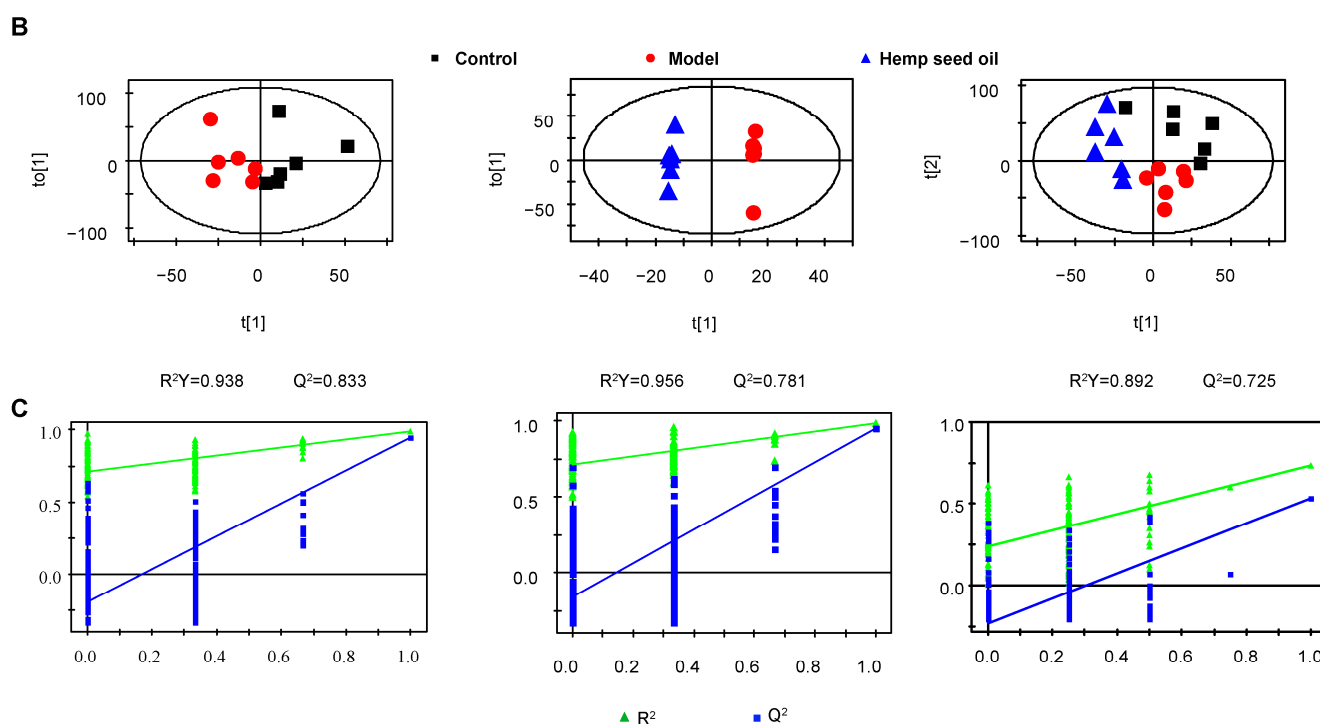 B
Control Model Hemp seed oil
to[1]
100
0
−100
−50 0 50
t[1]
to[1]
50
0
−50
−40 −20 0 20 40
t[1]
t[2]
100
0
−100
−50 0 50
t[1]
R²Y=0.938 Q²=0.833
R²Y=0.956 Q²=0.781
R²Y=0.892 Q²=0.725
C
1.0
0.5
0.0
0.0 0.2 0.4 0.6 0.8 1.0
1.0
0.5
0.0
0.0 0.2 0.4 0.6 0.8 1.0
1.0
0.5
0.0
0.0 0.2 0.4 0.6 0.8 1.0
R² Q²